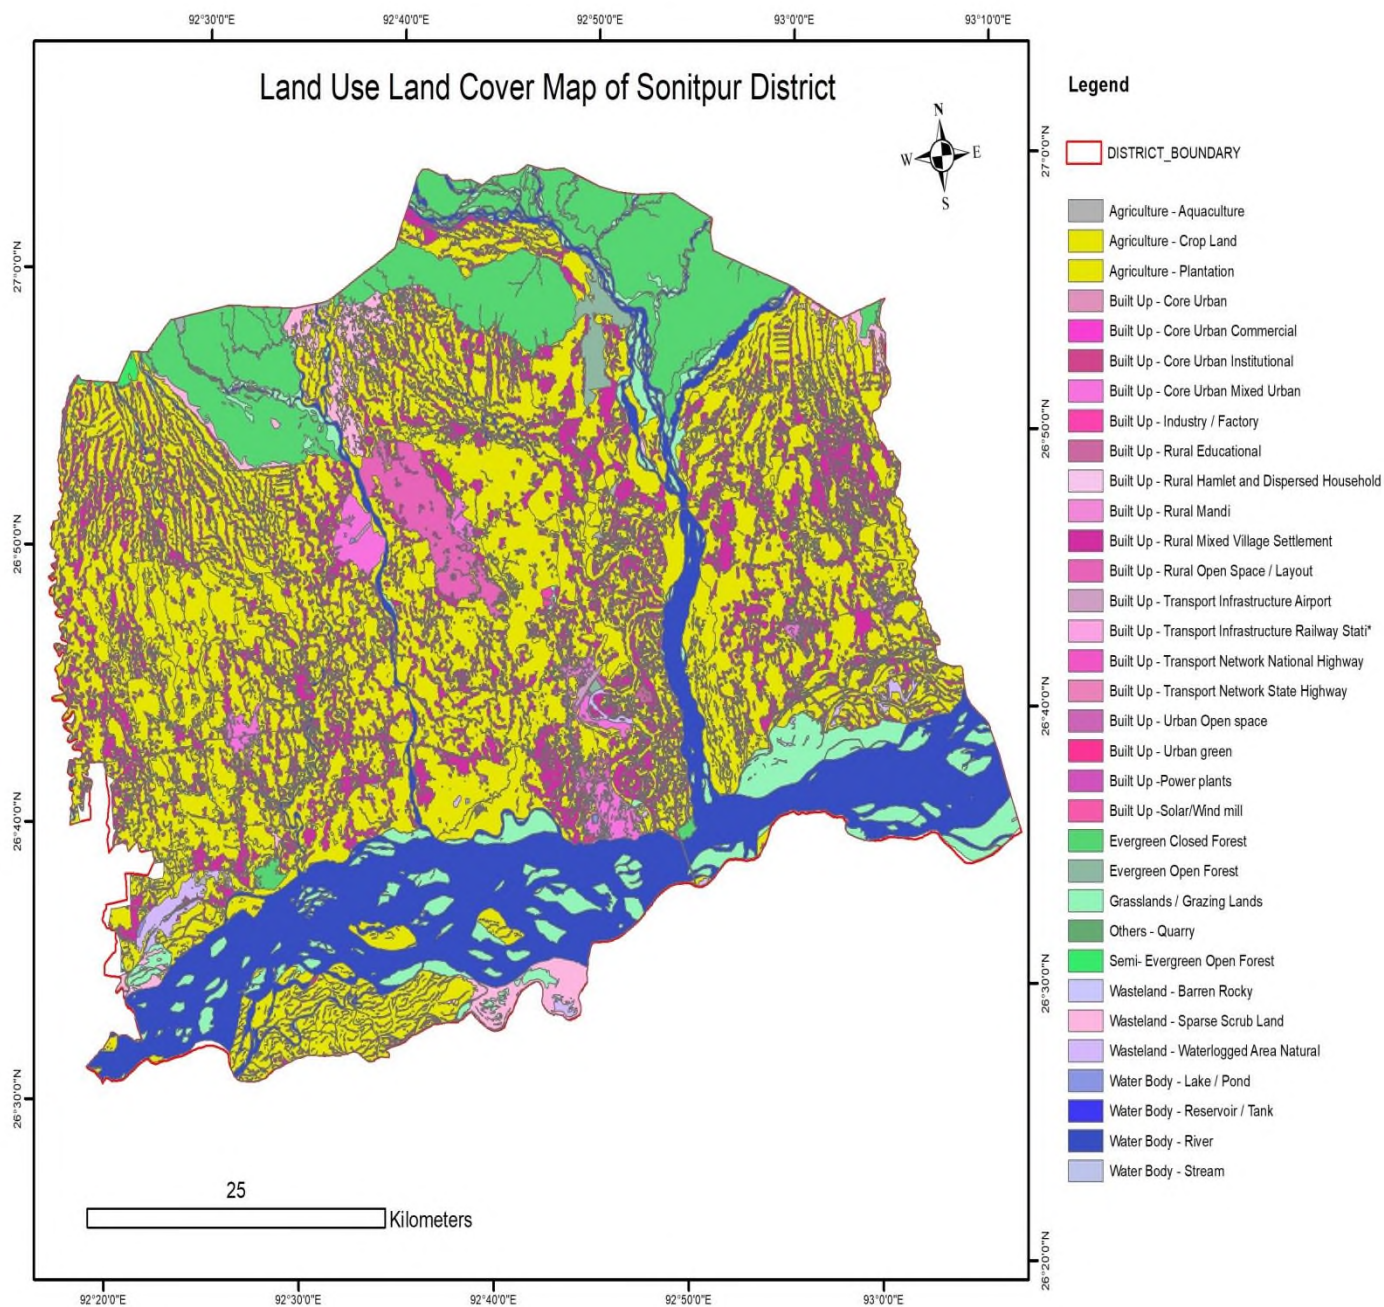 92°30'0"E 92°40'0"E 92°50'0"E 93°0'0"E 93°10'0"E
Land Use Land Cover Map of Sonitpur District
N
W E
S
27°0'0"N
26°50'0"N
26°40'0"N
26°30'0"N
27°0'0"N
26°50'0"N
26°40'0"N
26°30'0"N
26°20'0"N
25
Kilometers
92°20'0"E 92°30'0"E 92°40'0"E 92°50'0"E 93°0'0"E
Legend
DISTRICT_BOUNDARY
Agriculture - Aquaculture
Agriculture - Crop Land
Agriculture - Plantation
Built Up - Core Urban
Built Up - Core Urban Commercial
Built Up - Core Urban Institutional
Built Up - Core Urban Mixed Urban
Built Up - Industry / Factory
Built Up - Rural Educational
Built Up - Rural Hamlet and Dispersed Household
Built Up - Rural Mandi
Built Up - Rural Mixed Village Settlement
Built Up - Rural Open Space / Layout
Built Up - Transport Infrastructure Airport
Built Up - Transport Infrastructure Railway Stati*
Built Up - Transport Network National Highway
Built Up - Transport Network State Highway
Built Up - Urban Open space
Built Up - Urban green
Built Up -Power plants
Built Up -Solar/Wind mill
Evergreen Closed Forest
Evergreen Open Forest
Grasslands / Grazing Lands
Others - Quarry
Semi- Evergreen Open Forest
Wasteland - Barren Rocky
Wasteland - Sparse Scrub Land
Wasteland - Waterlogged Area Natural
Water Body - Lake / Pond
Water Body - Reservoir / Tank
Water Body - River
Water Body - Stream